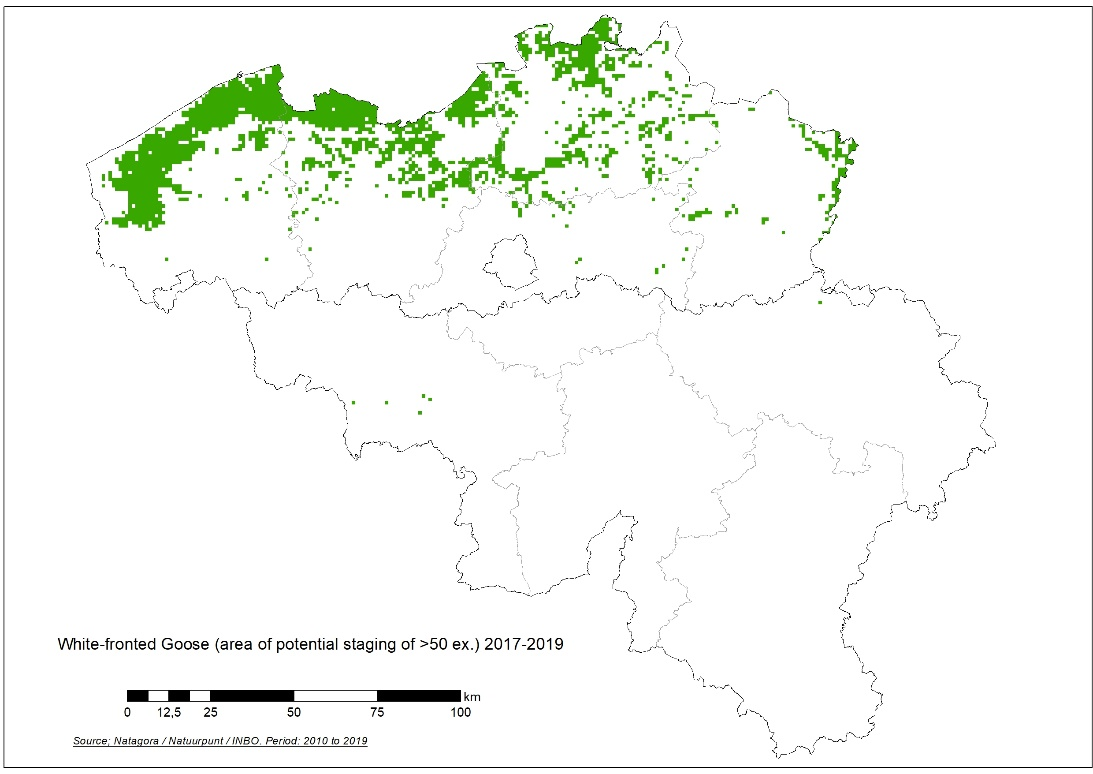 White-fronted Goose (area of potential staging of >50 ex.) 2017-2019
km
0 12,5 25 50 75 100
Source; Natagora / Natuurpunt / INBO. Period: 2010 to 2019